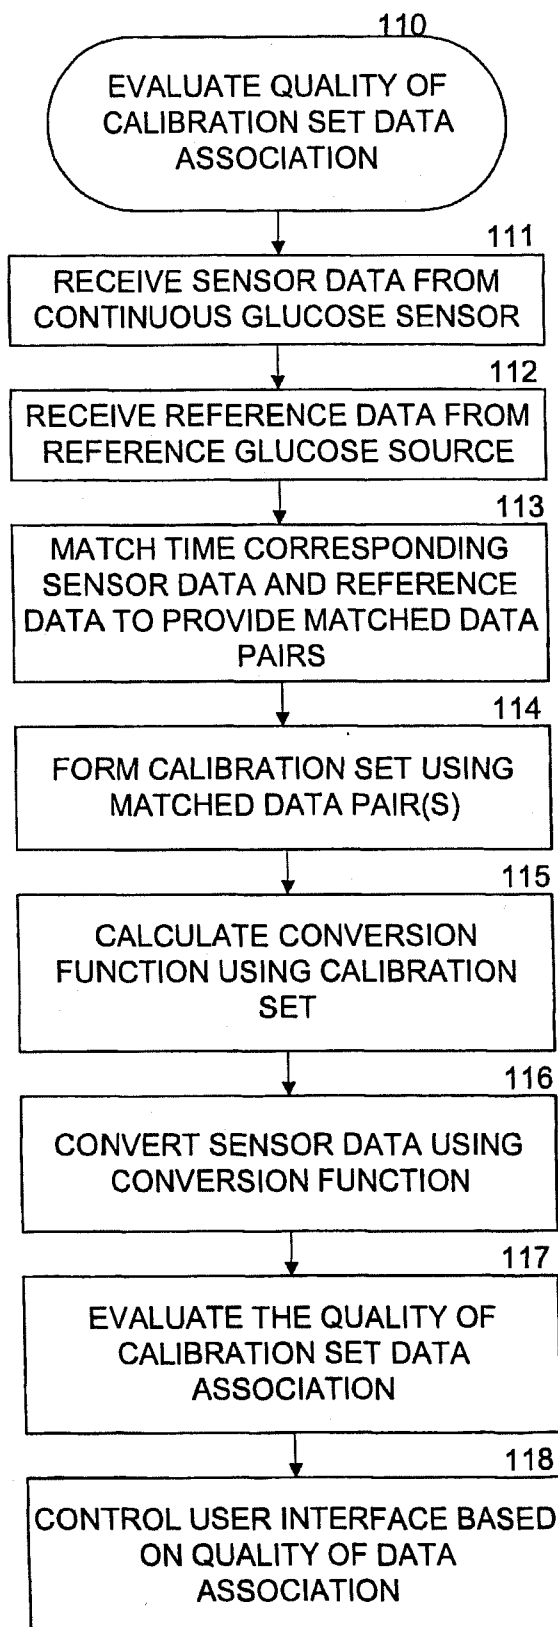 110
EVALUATE QUALITY OF
CALIBRATION SET DATA
ASSOCIATION
111
RECEIVE SENSOR DATA FROM
CONTINUOUS GLUCOSE SENSOR
112
RECEIVE REFERENCE DATA FROM
REFERENCE GLUCOSE SOURCE
113
MATCH TIME CORRESPONDING
SENSOR DATA AND REFERENCE
DATA TO PROVIDE MATCHED DATA
PAIRS
114
FORM CALIBRATION SET USING
MATCHED DATA PAIR(S)
115
CALCULATE CONVERSION
FUNCTION USING CALIBRATION
SET
116
CONVERT SENSOR DATA USING
CONVERSION FUNCTION
117
EVALUATE THE QUALITY OF
CALIBRATION SET DATA
ASSOCIATION
118
CONTROL USER INTERFACE BASED
ON QUALITY OF DATA
ASSOCIATION